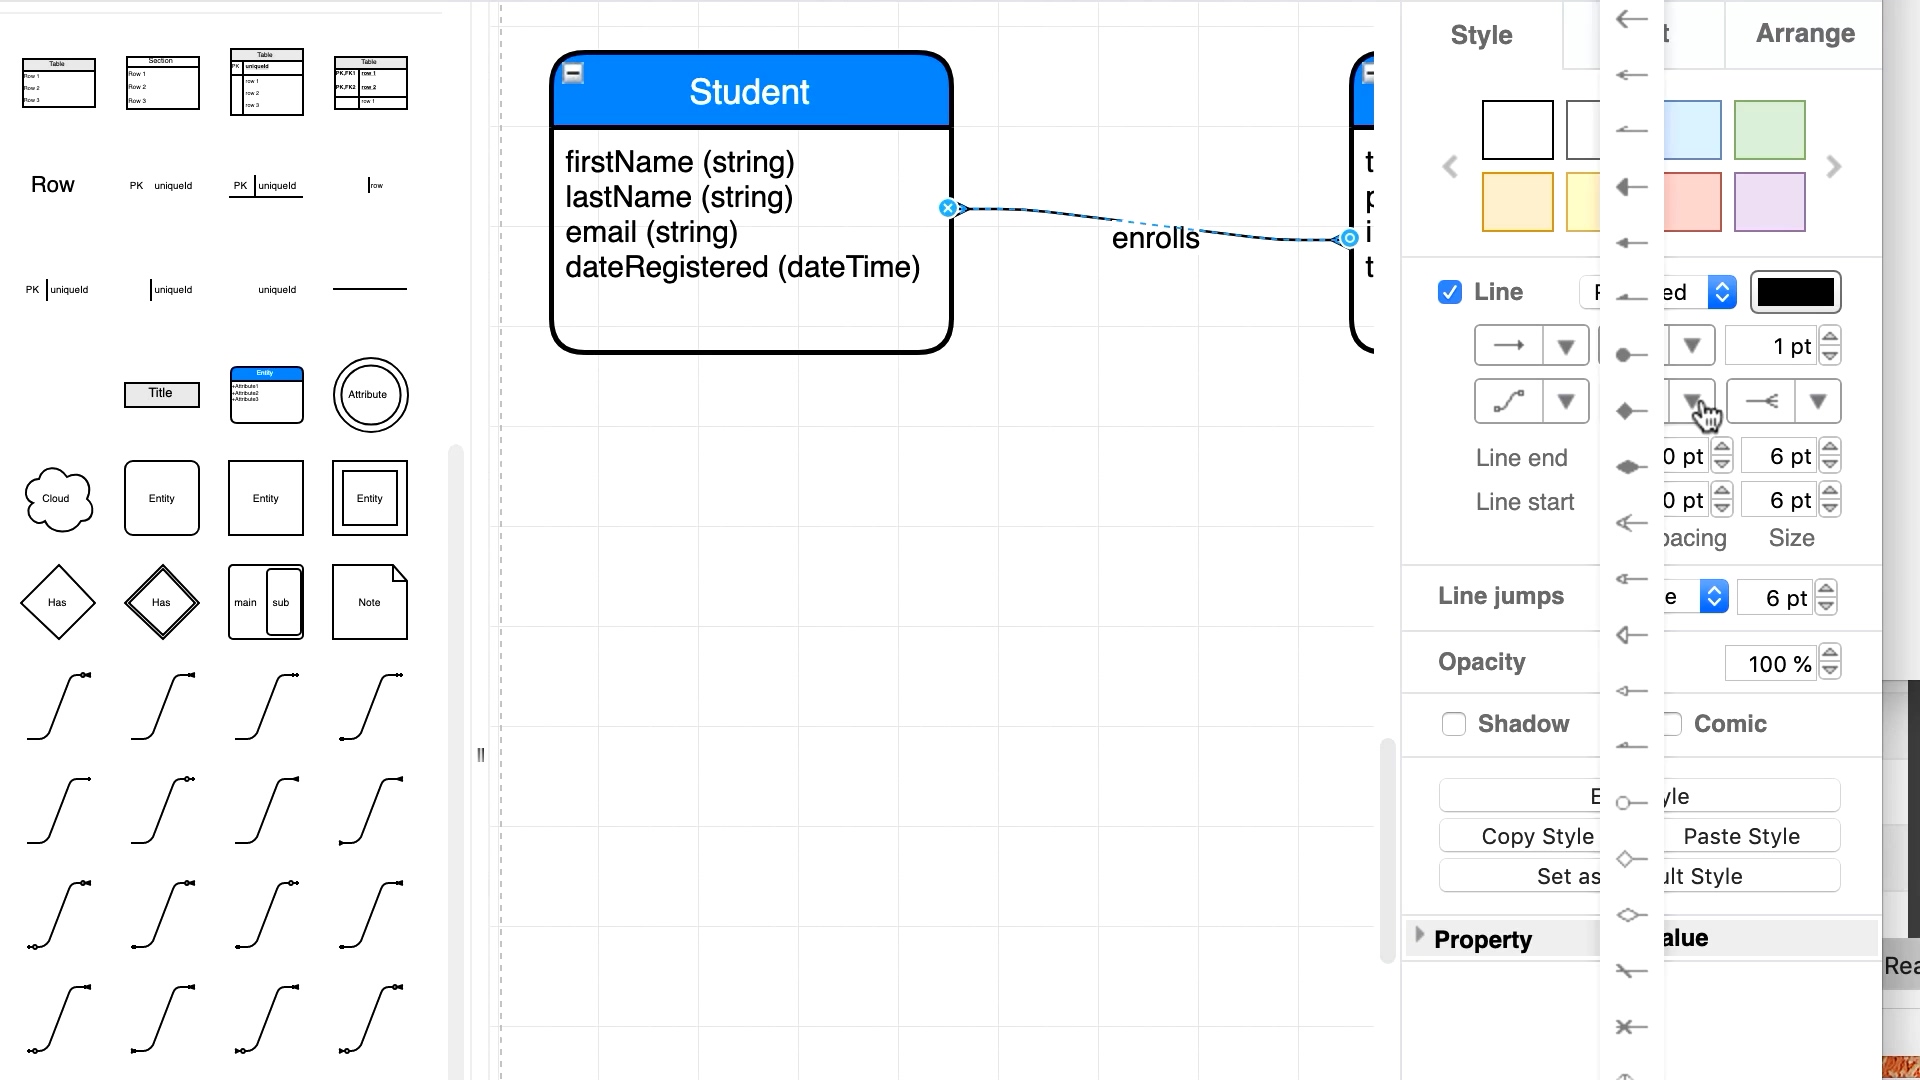 Table
Row 1
Row 2
Row 3
Section
Row 1
Row 2
Row 3
Table
PK uniqueId
row 1
row 2
row 3
Table
PK,FK1 row 1
PK,FK2 row 2
row 1
Row
PK uniqueId
PK uniqueId
row
PK uniqueId
uniqueId
uniqueId
Title
Entity
+Attribute1
+Attribute2
+Attribute3
Attribute
Cloud
Entity
Entity
Entity
Has
Has
main sub
Note
Student
firstName (string)
lastName (string)
email (string)
dateRegistered (dateTime)
enrolls
t
p
i
t
Style
t
Arrange
Line
ed
1 pt
Line end
0 pt
6 pt
Line start
0 pt
6 pt
pacing
Size
Line jumps
e
6 pt
Opacity
100 %
Shadow
Comic
E yle
Copy Style
Paste Style
Set as ult Style
Property
alue
Rea